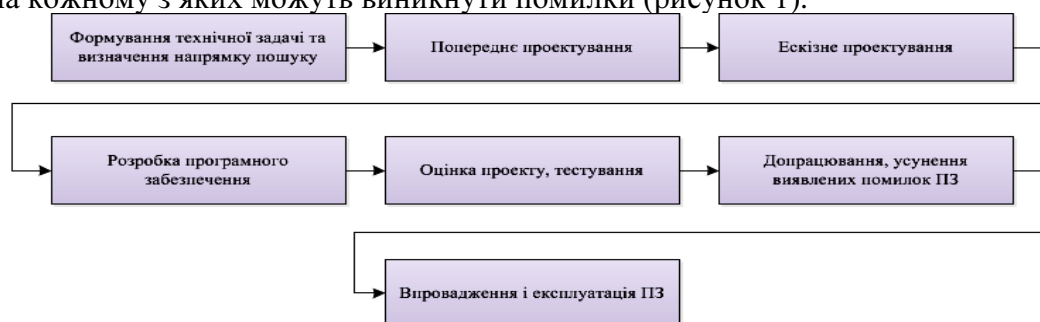 на кожному з яких можуть виникнути помилки (рисунок 1).
Формування технічної задачі та
визначення напрямку пошуку
Попереднє проектування
Ескізне проектування
Розробка програмного
забезпечення
Оцінка проекту, тестування
Допрацювання, усунення
виявлених помилок ПЗ
Впровадження і експлуатація ПЗ